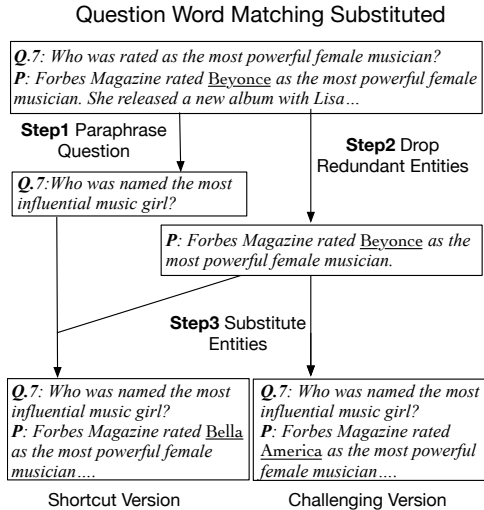 Question Word Matching Substituted
Q.7: Who was rated as the most powerful female musician?
P: Forbes Magazine rated Beyonce as the most powerful female
musician. She released a new album with Lisa…
Step1 Paraphrase
Question
Step2 Drop
Redundant Entities
Q.7:Who was named the most
influential music girl?
P: Forbes Magazine rated Beyonce as the
most powerful female musician.
Step3 Substitute
Entities
Q.7: Who was named the most
influential music girl?
P: Forbes Magazine rated Bella
as the most powerful female
musician….
Shortcut Version
Q.7: Who was named the most
influential music girl?
P: Forbes Magazine rated
America as the most powerful
female musician….
Challenging Version